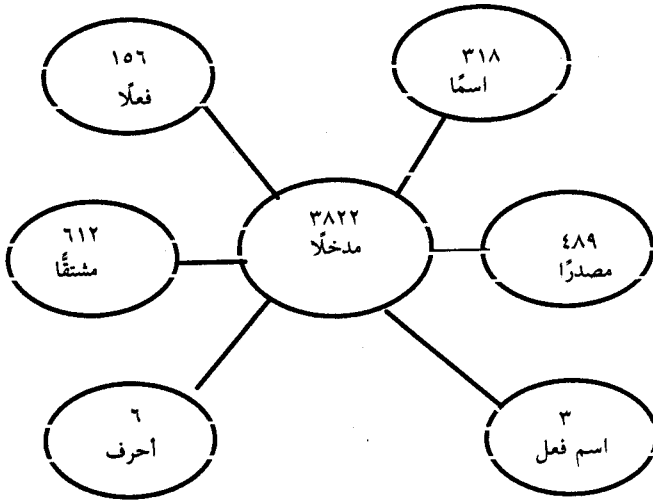 ٣١٨
اسمًا
١٥٦
فعلًا
٣٨٢٢
مدخلًا
٤٨٩
مصدرًا
٦١٢
مشتقًّا
٣
اسم فعل
٦
أحرف